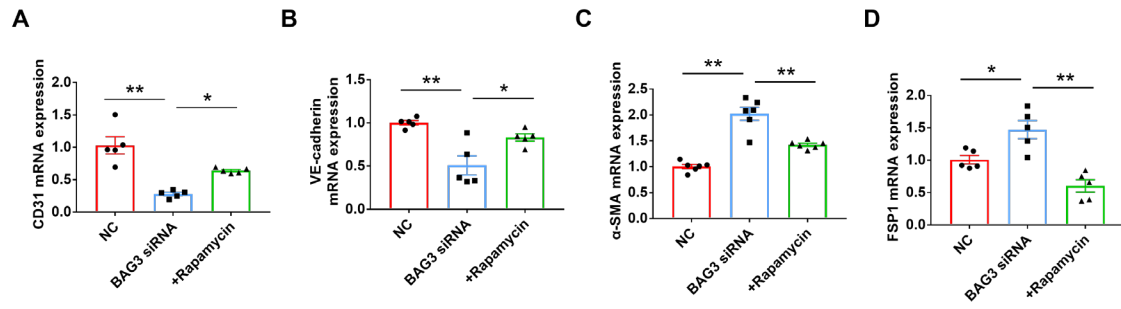 A
CD31 mRNA expression
2.0
1.5
1.0
0.5
0.0
**
*
NC
BAG3 siRNA
+Rapamycin
B
VE-cadherin
mRNA expression
1.5
1.0
0.5
0.0
**
*
NC
BAG3 siRNA
+Rapamycin
C
α-SMA mRNA expression
2.5
2.0
1.5
1.0
0.5
0.0
**
**
NC
BAG3 siRNA
+Rapamycin
D
FSP1 mRNA expression
2.0
1.5
1.0
0.5
0.0
*
**
NC
BAG3 siRNA
+Rapamycin